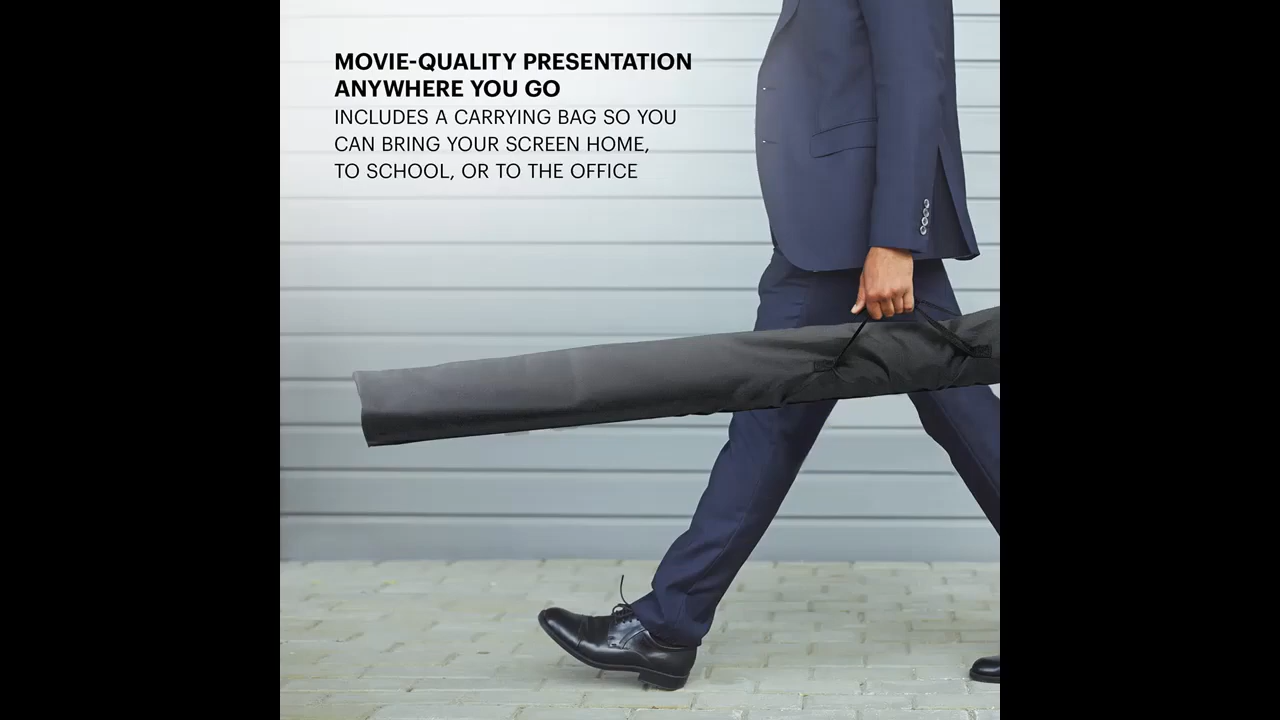 MOVIE-QUALITY PRESENTATION
ANYWHERE YOU GO
INCLUDES A CARRYING BAG SO YOU
CAN BRING YOUR SCREEN HOME,
TO SCHOOL, OR TO THE OFFICE